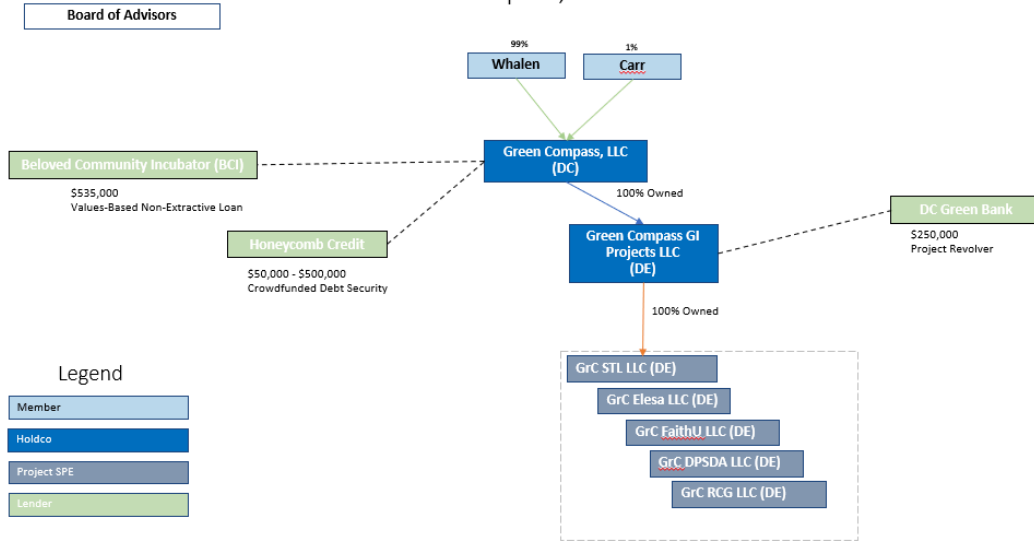 Board of Advisors
99%
Whalen
1%
Carr
Green Compass, LLC
(DC)
Beloved Community Incubator (BCI)
$535,000
Values-Based Non-Extractive Loan
100% Owned
DC Green Bank
$250,000
Project Revolver
Honeycomb Credit
$50,000 - $500,000
Crowdfunded Debt Security
Green Compass GI
Projects LLC
(DE)
100% Owned
GrC STL LLC (DE)
GrC Elesa LLC (DE)
GrC FaithU LLC (DE)
GrC DPSDA LLC (DE)
GrC RCG LLC (DE)
Legend
Member
Holdco
Project SPE
Lender